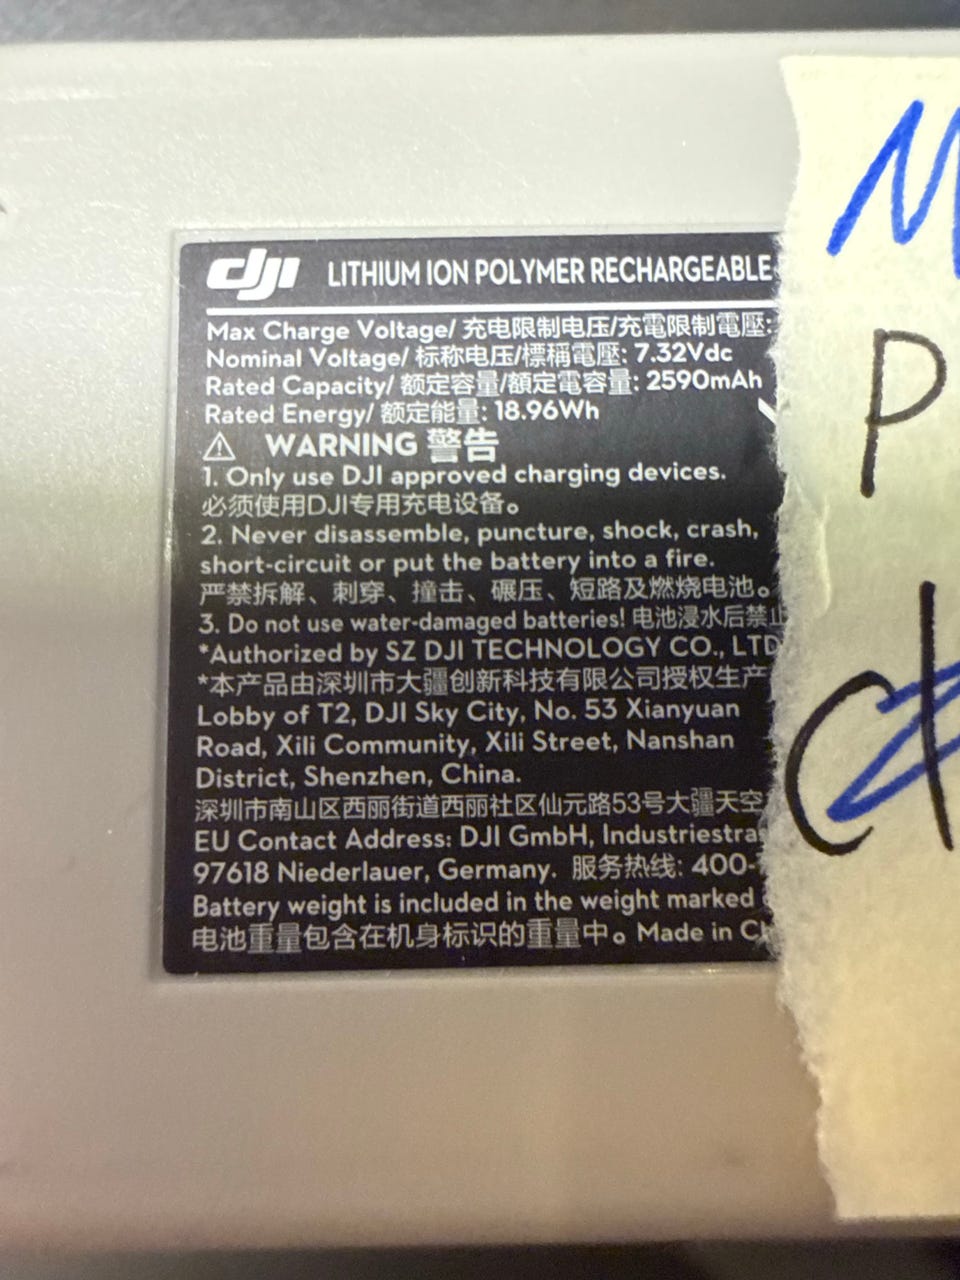 dji LITHIUM ION POLYMER RECHARGEABLE
Max Charge Voltage/ 充电限制电压/充電限制電壓:
Nominal Voltage/ 标称电压/標稱電壓: 7.32Vdc
Rated Capacity/ 额定容量/額定電容量: 2590mAh
Rated Energy/ 额定能量: 18.96Wh
⚠ WARNING 警告
1. Only use DJI approved charging devices.
必须使用DJI专用充电设备。
2. Never disassemble, puncture, shock, crash,
short-circuit or put the battery into a fire.
严禁拆解、刺穿、撞击、碾压、短路及燃烧电池。
3. Do not use water-damaged batteries! 电池浸水后禁止
*Authorized by SZ DJI TECHNOLOGY CO., LTD
*本产品由深圳市大疆创新科技有限公司授权生产
Lobby of T2, DJI Sky City, No. 53 Xianyuan
Road, Xili Community, Xili Street, Nanshan
District, Shenzhen, China.
深圳市南山区西丽街道西丽社区仙元路53号大疆天空
EU Contact Address: DJI GmbH, Industriestra
97618 Niederlauer, Germany. 服务热线: 400-
Battery weight is included in the weight marked
电池重量包含在机身标识的重量中。Made in Ch
M
P